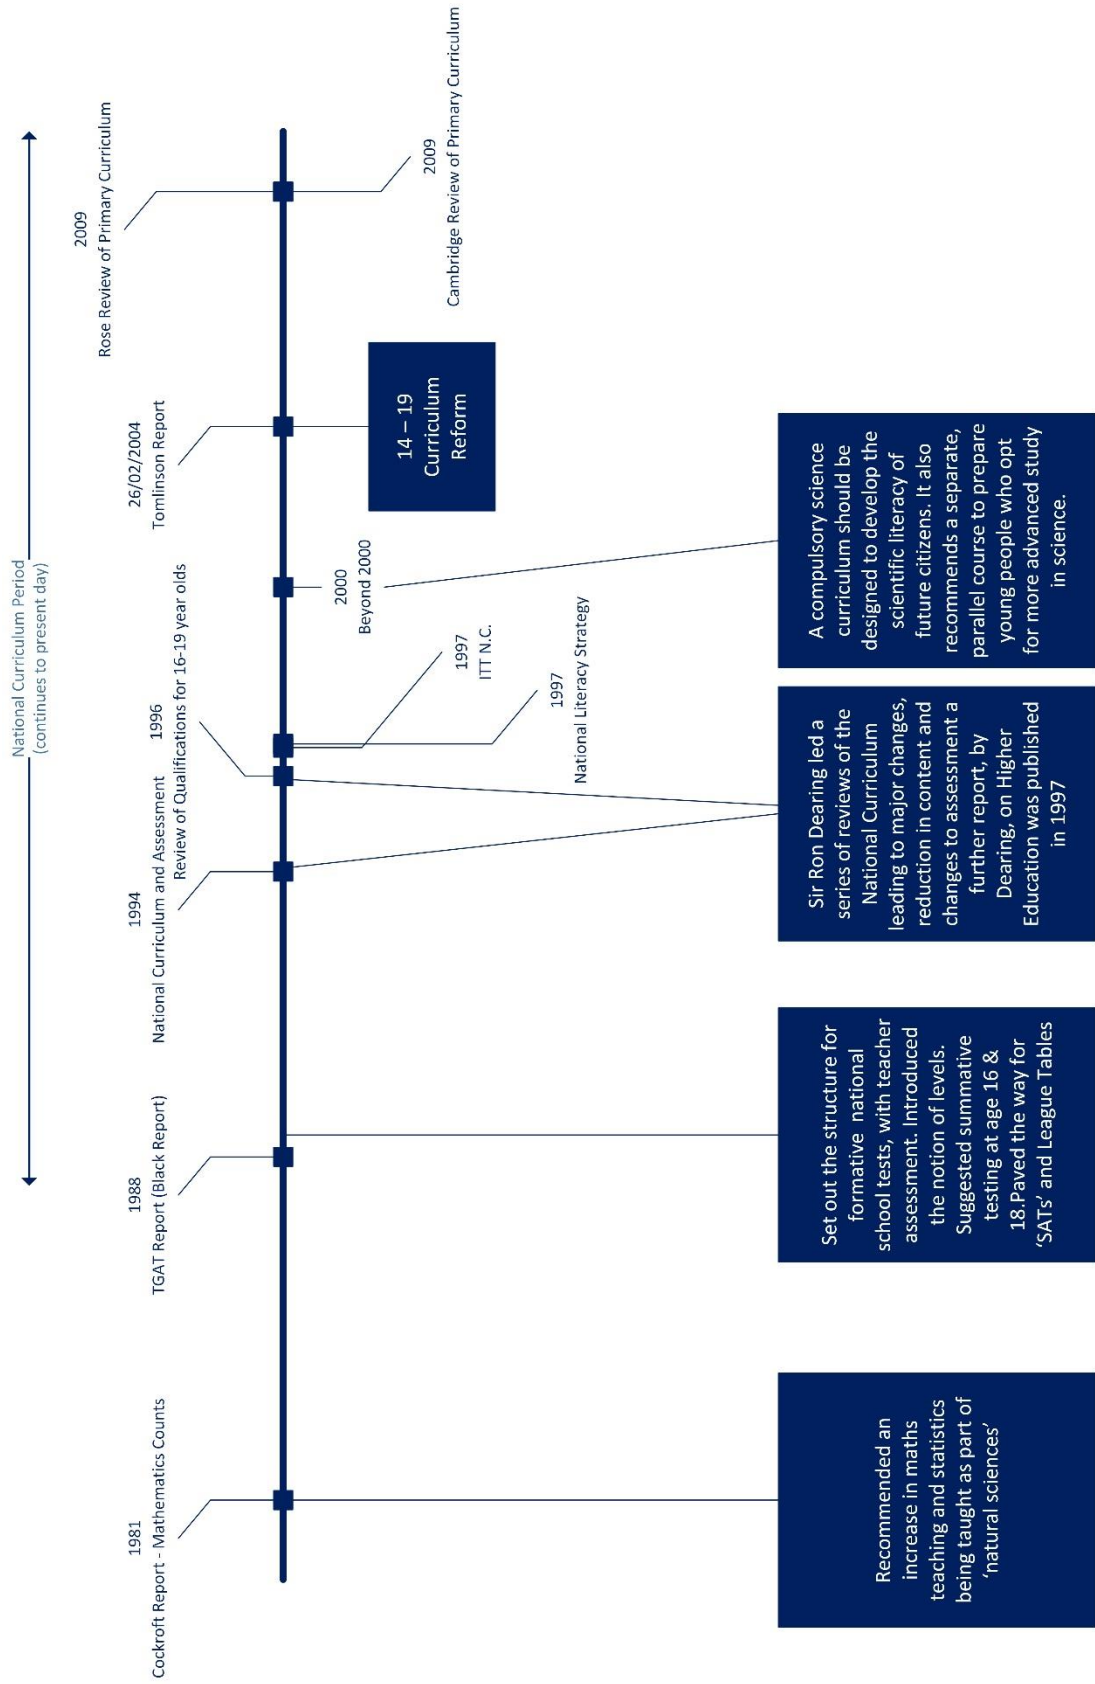 National Curriculum Period
(continues to present day)
1981
Cockroft Report - Mathematics Counts
1988
TGAT Report (Black Report)
1994
National Curriculum and Assessment
1996
Review of Qualifications for 16-19 year olds
26/02/2004
Tomlinson Report
2009
Rose Review of Primary Curriculum
1997
ITT N.C.
1997
National Literacy Strategy
2000
Beyond 2000
14 – 19
Curriculum
Reform
2009
Cambridge Review of Primary Curriculum
Recommended an
increase in maths
teaching and statistics
being taught as part of
‘natural sciences’
Set out the structure for
formative national
school tests, with teacher
assessment. Introduced
the notion of levels.
Suggested summative
testing at age 16 &
18.Paved the way for
‘SATs’ and League Tables
Sir Ron Dearing led a
series of reviews of the
National Curriculum
leading to major changes,
reduction in content and
changes to assessment a
further report, by
Dearing, on Higher
Education was published
in 1997
A compulsory science
curriculum should be
designed to develop the
scientific literacy of
future citizens. It also
recommends a separate,
parallel course to prepare
young people who opt
for more advanced study
in science.